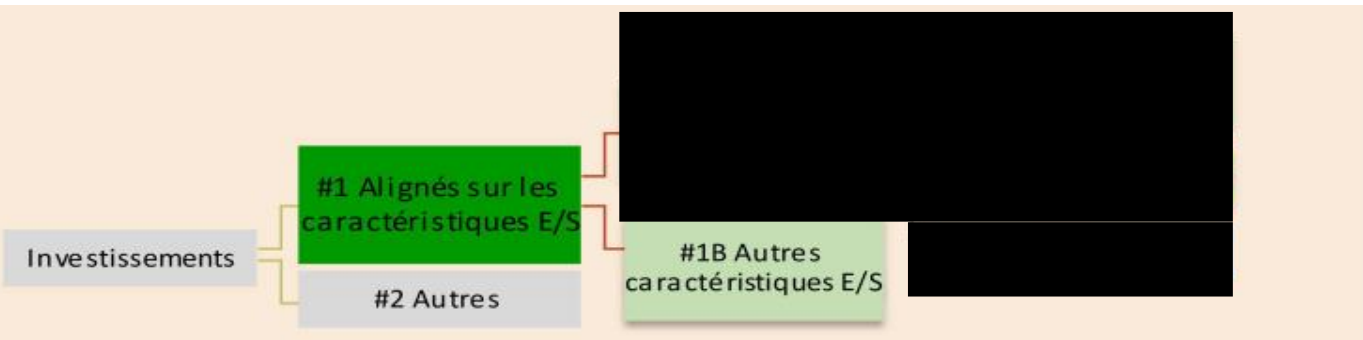 #1 Alignés sur les
caractéristiques E/S
Investissements
#2 Autres
#1B Autres
caractéristiques E/S